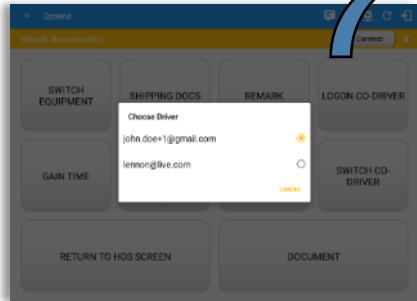 Options
Vehicle disconnected
Connect X
SWITCH
EQUIPMENT
SHIPPING DOCS
REMARK
LOGON CO-DRIVER
Choose Driver
john.doe+1@gmail.com
lennon@live.com
CANCEL
GAIN TIME
SWITCH CO-
DRIVER
RETURN TO HOS SCREEN
DOCUMENT